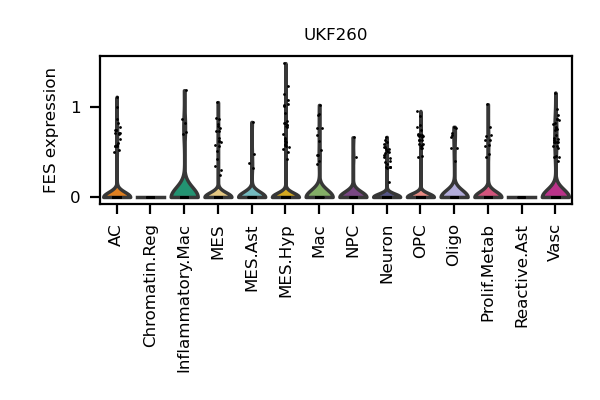 UKF260
FES expression
1
0
AC
Chromatin.Reg
Inflammatory.Mac
MES
MES.Ast
MES.Hyp
Mac
NPC
Neuron
OPC
Oligo
Prolif.Metab
Reactive.Ast
Vasc